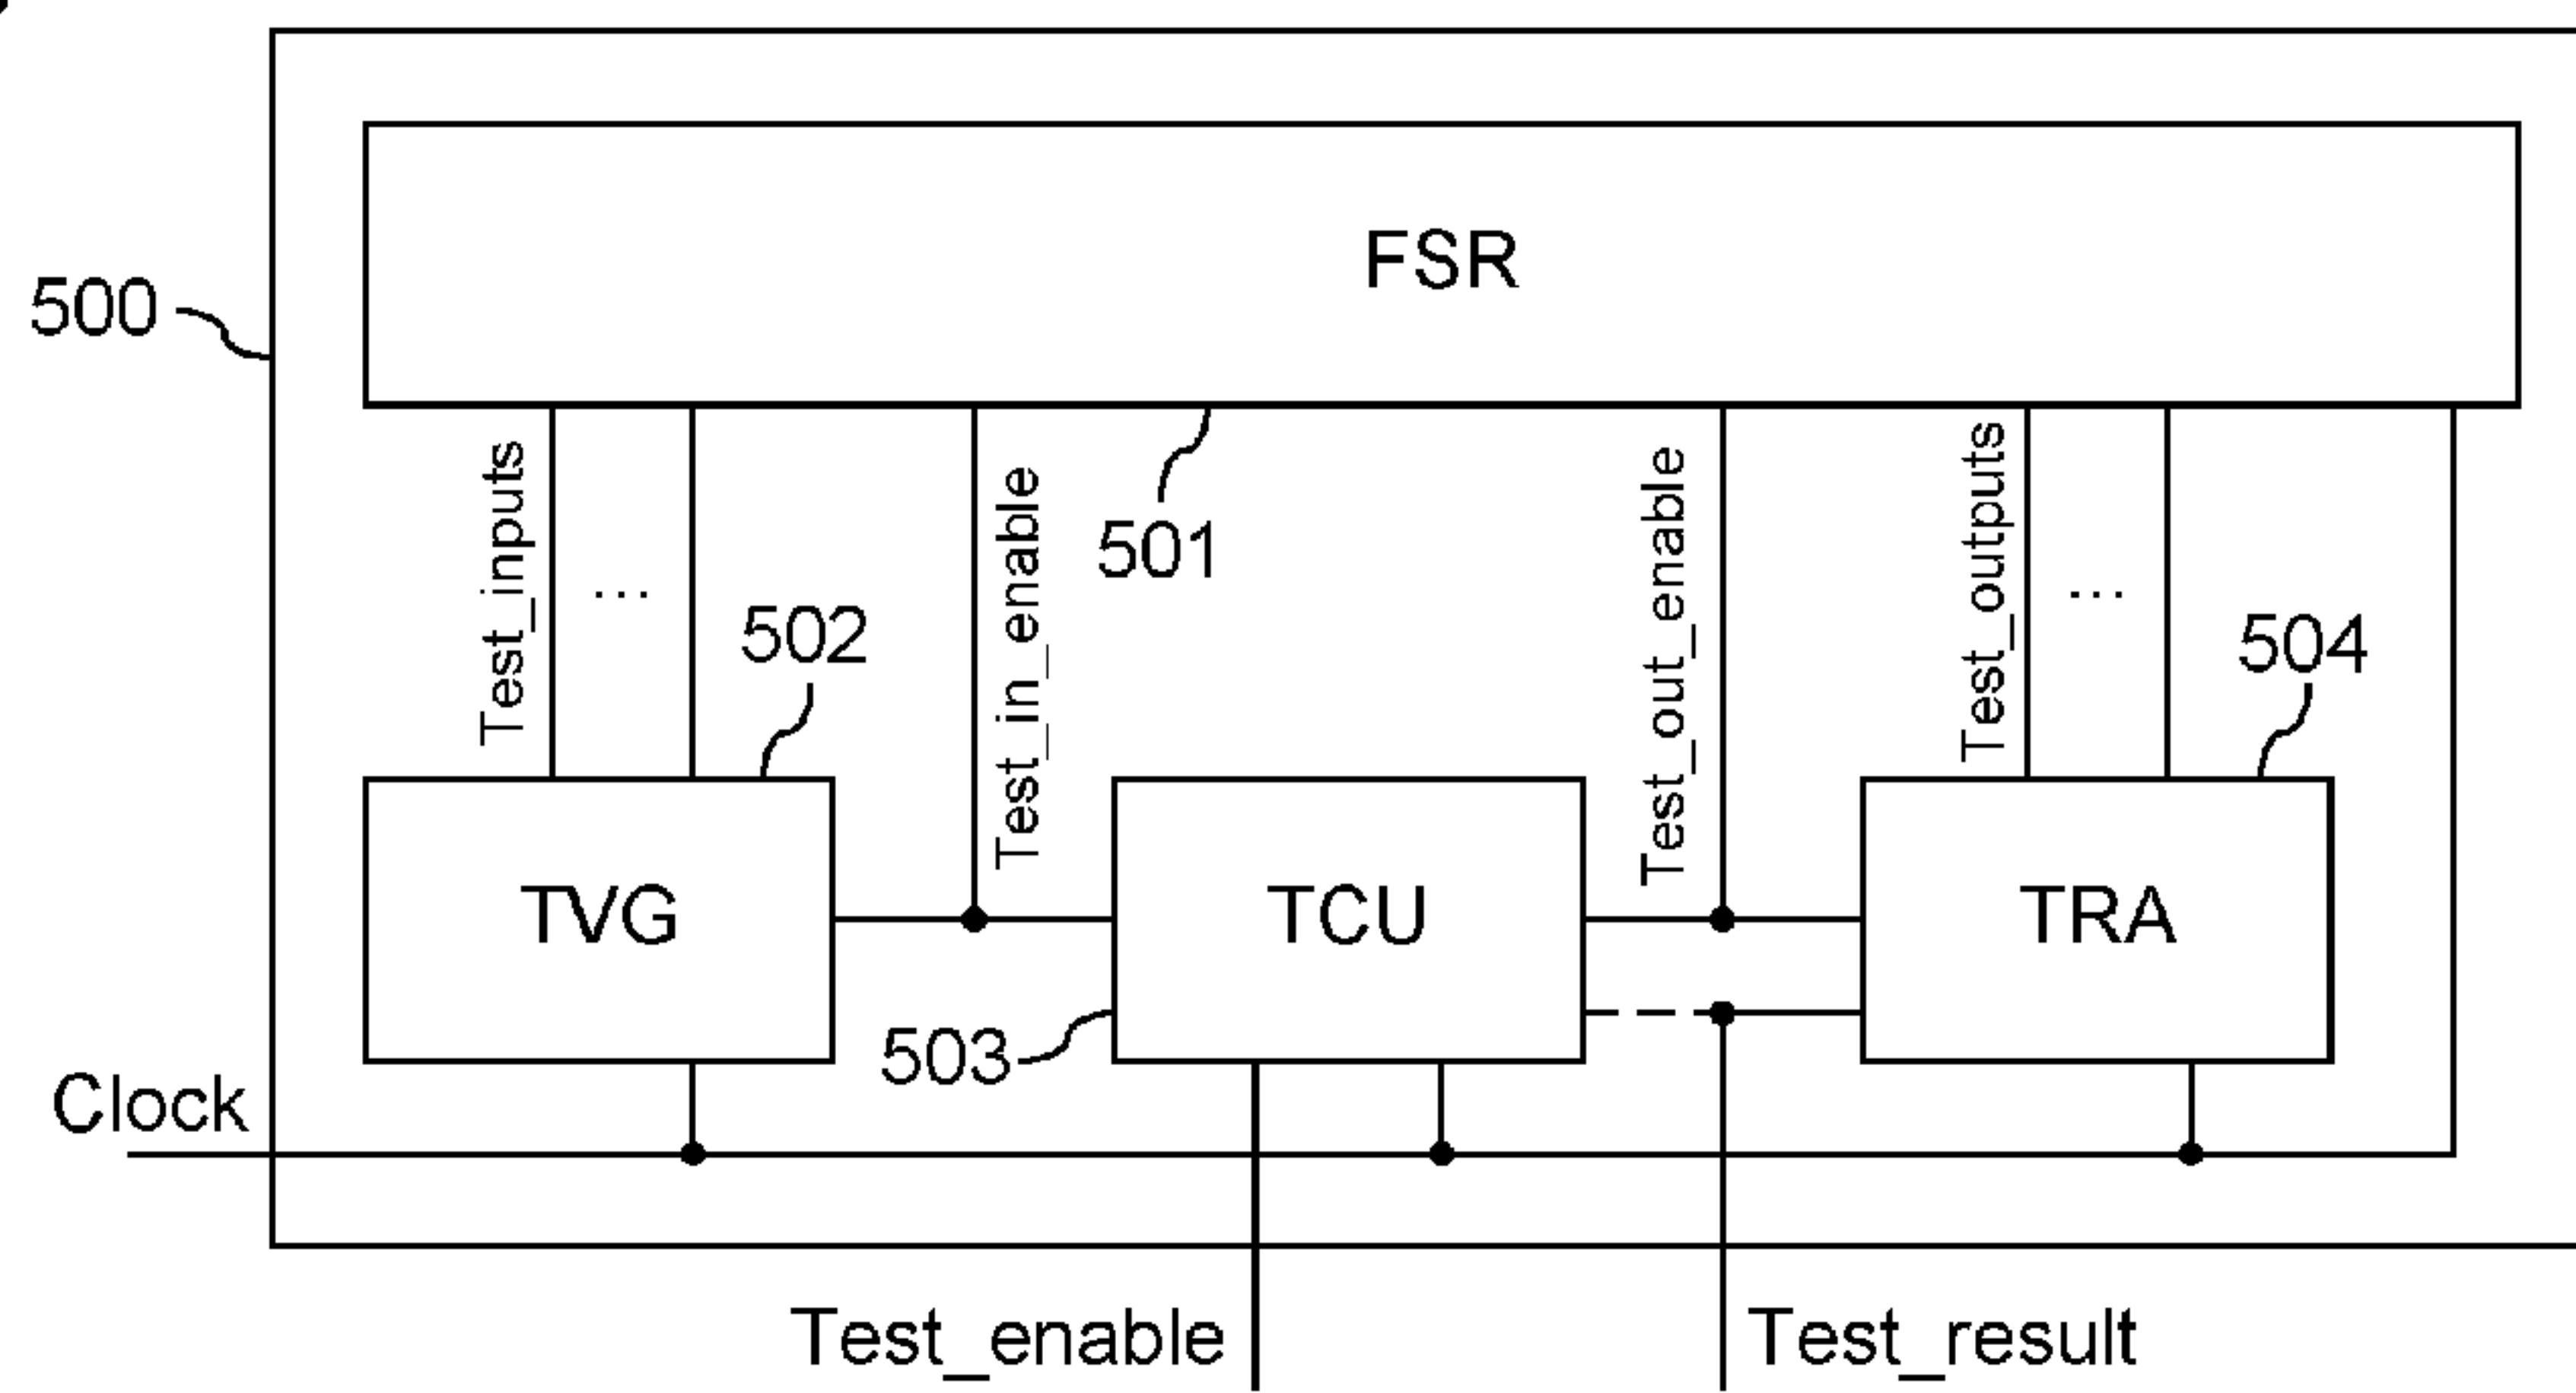 FSR
500
Test_inputs
...
502
Test_in_enable
501
Test_out_enable
Test_outputs
...
504
TVG
TCU
TRA
503
Clock
Test_enable
Test_result